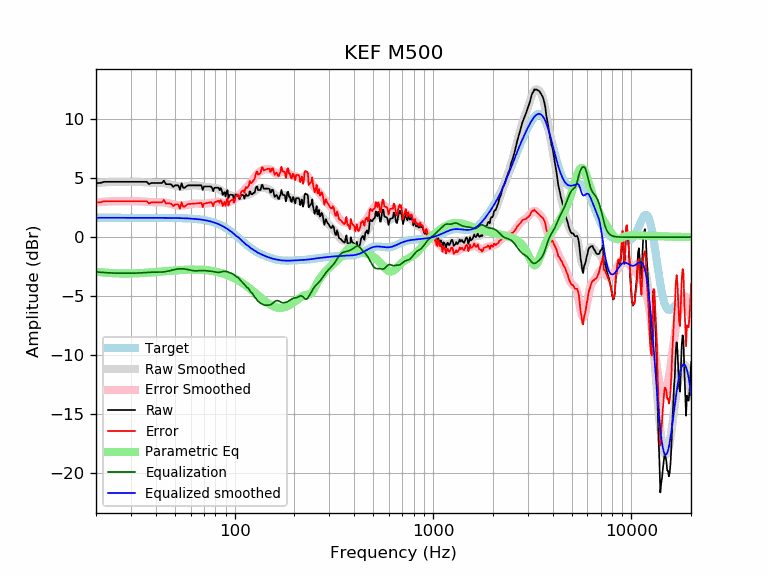 KEF M500
Amplitude (dBr)
10
5
0
−5
−10
−15
−20
Target
Raw Smoothed
Error Smoothed
Raw
Error
Parametric Eq
Equalization
Equalized smoothed
100
1000
10000
Frequency (Hz)